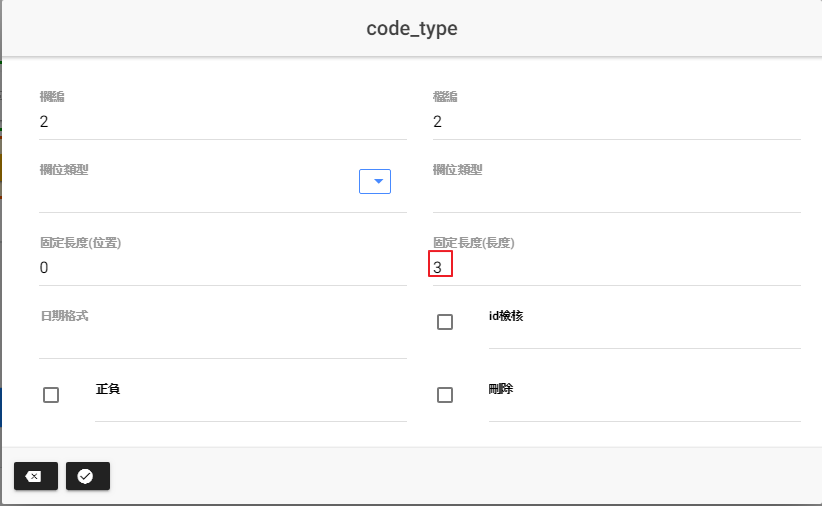 code_type
欄編
檔編
2
2
欄位類型
欄位類型
固定長度(位置)
固定長度(長度)
0
3
日期格式
id檢核
正負
刪除